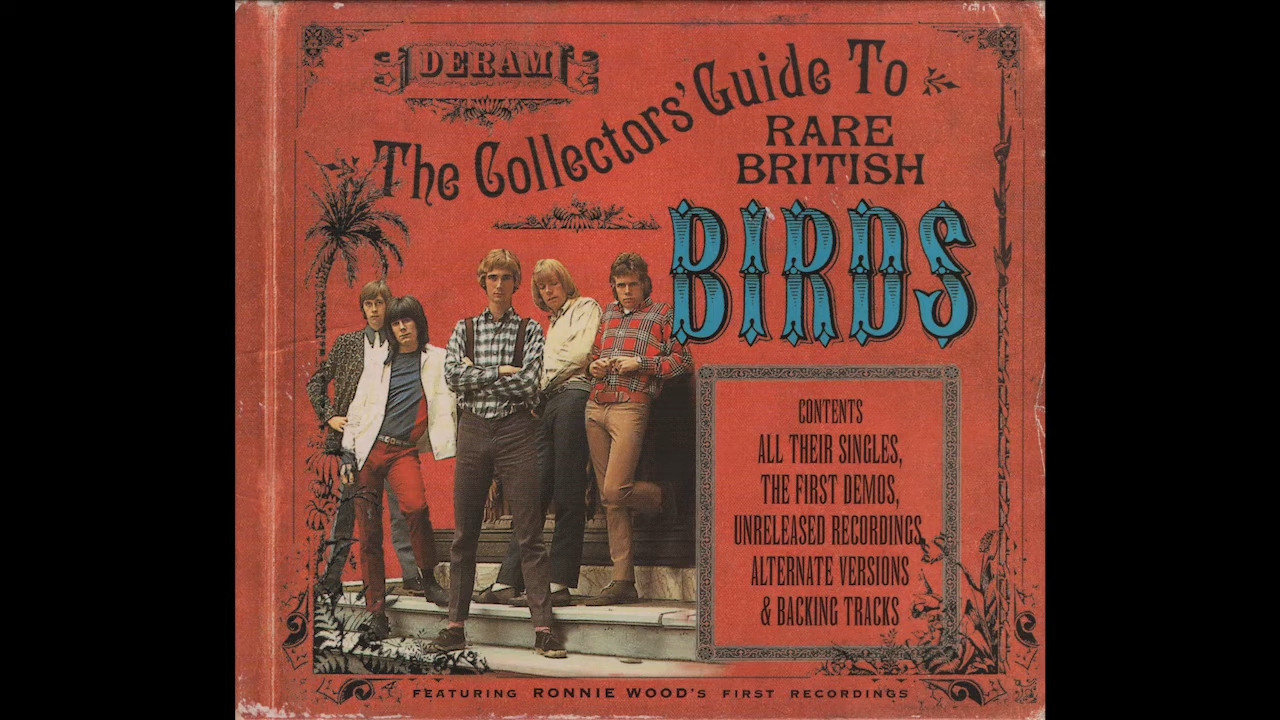 DERAM
The Collectors' Guide To
RARE
BRITISH
BIRDS
CONTENTS
ALL THEIR SINGLES,
THE FIRST DEMOS,
UNRELEASED RECORDINGS,
ALTERNATE VERSIONS
& BACKING TRACKS
FEATURING RONNIE WOOD'S FIRST RECORDINGS